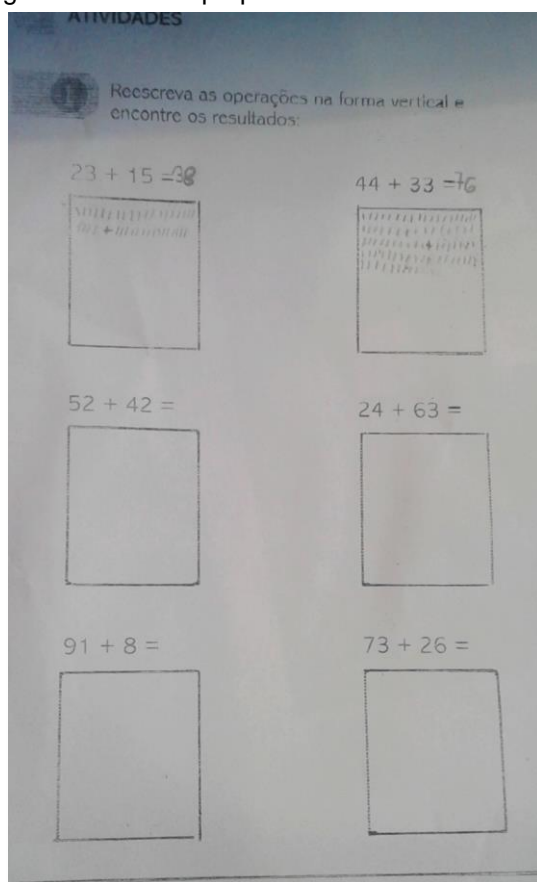 ATIVIDADES
1 Reescreva as operações na forma vertical e
encontre os resultados:
23 + 15 =38
44 + 33 =76
52 + 42 =
24 + 63 =
91 + 8 =
73 + 26 =